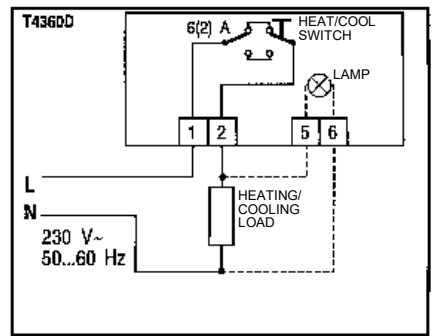 T4360D
6(2) A
HEAT/COOL
SWITCH
LAMP
1 2 5 6
L
N
HEATING/
COOLING
LOAD
230 V~
50...60 Hz